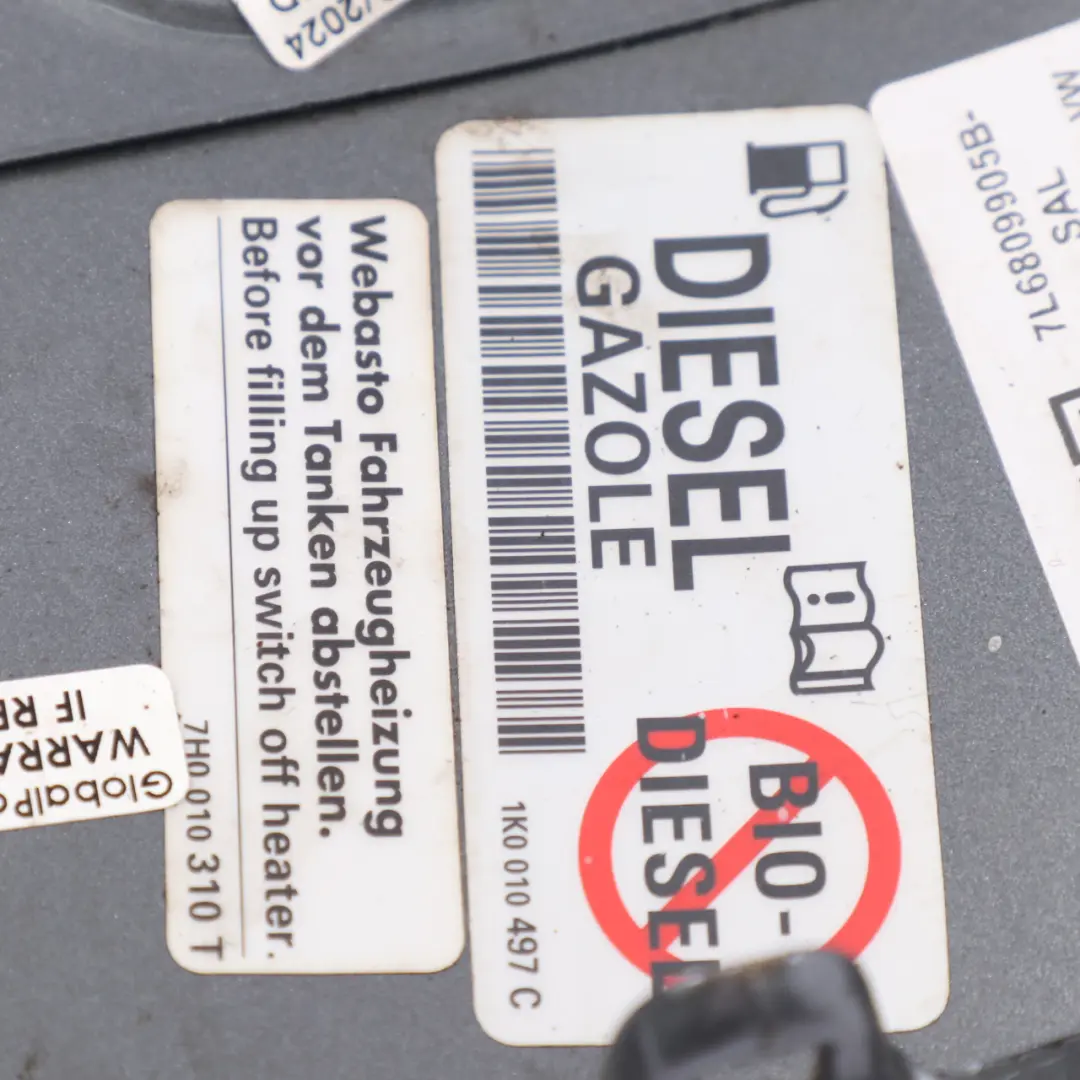 /2024
Webasto Fahrzeugheizung
vor dem Tanken abstellen.
Before filling up switch off heater.
7H0 010 310 T
DIESEL
GAZOLE
BIO-
DIESEL
1K0 010 497 C
7L6809905B-
SAL VW
GlobalP
WARRA
IF RE